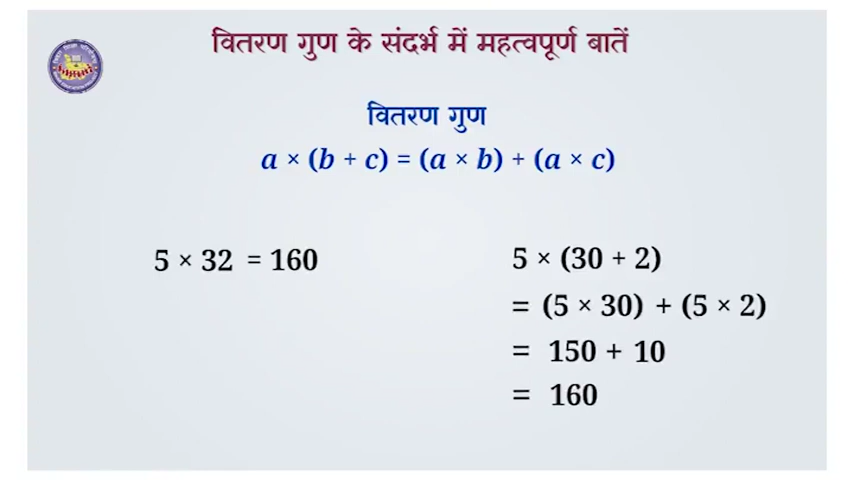 वितरण गुण के संदर्भ में महत्वपूर्ण बातें
वितरण गुण
a × (b + c) = (a × b) + (a × c)
5 × 32 = 160
5 × (30 + 2)
= (5 × 30) + (5 × 2)
= 150 + 10
= 160